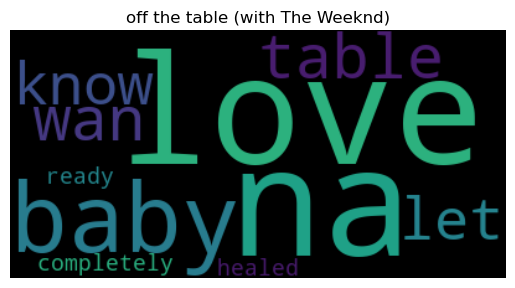 off the table (with The Weeknd)
table
know
love
wan
ready
baby
na
let
completely
healed